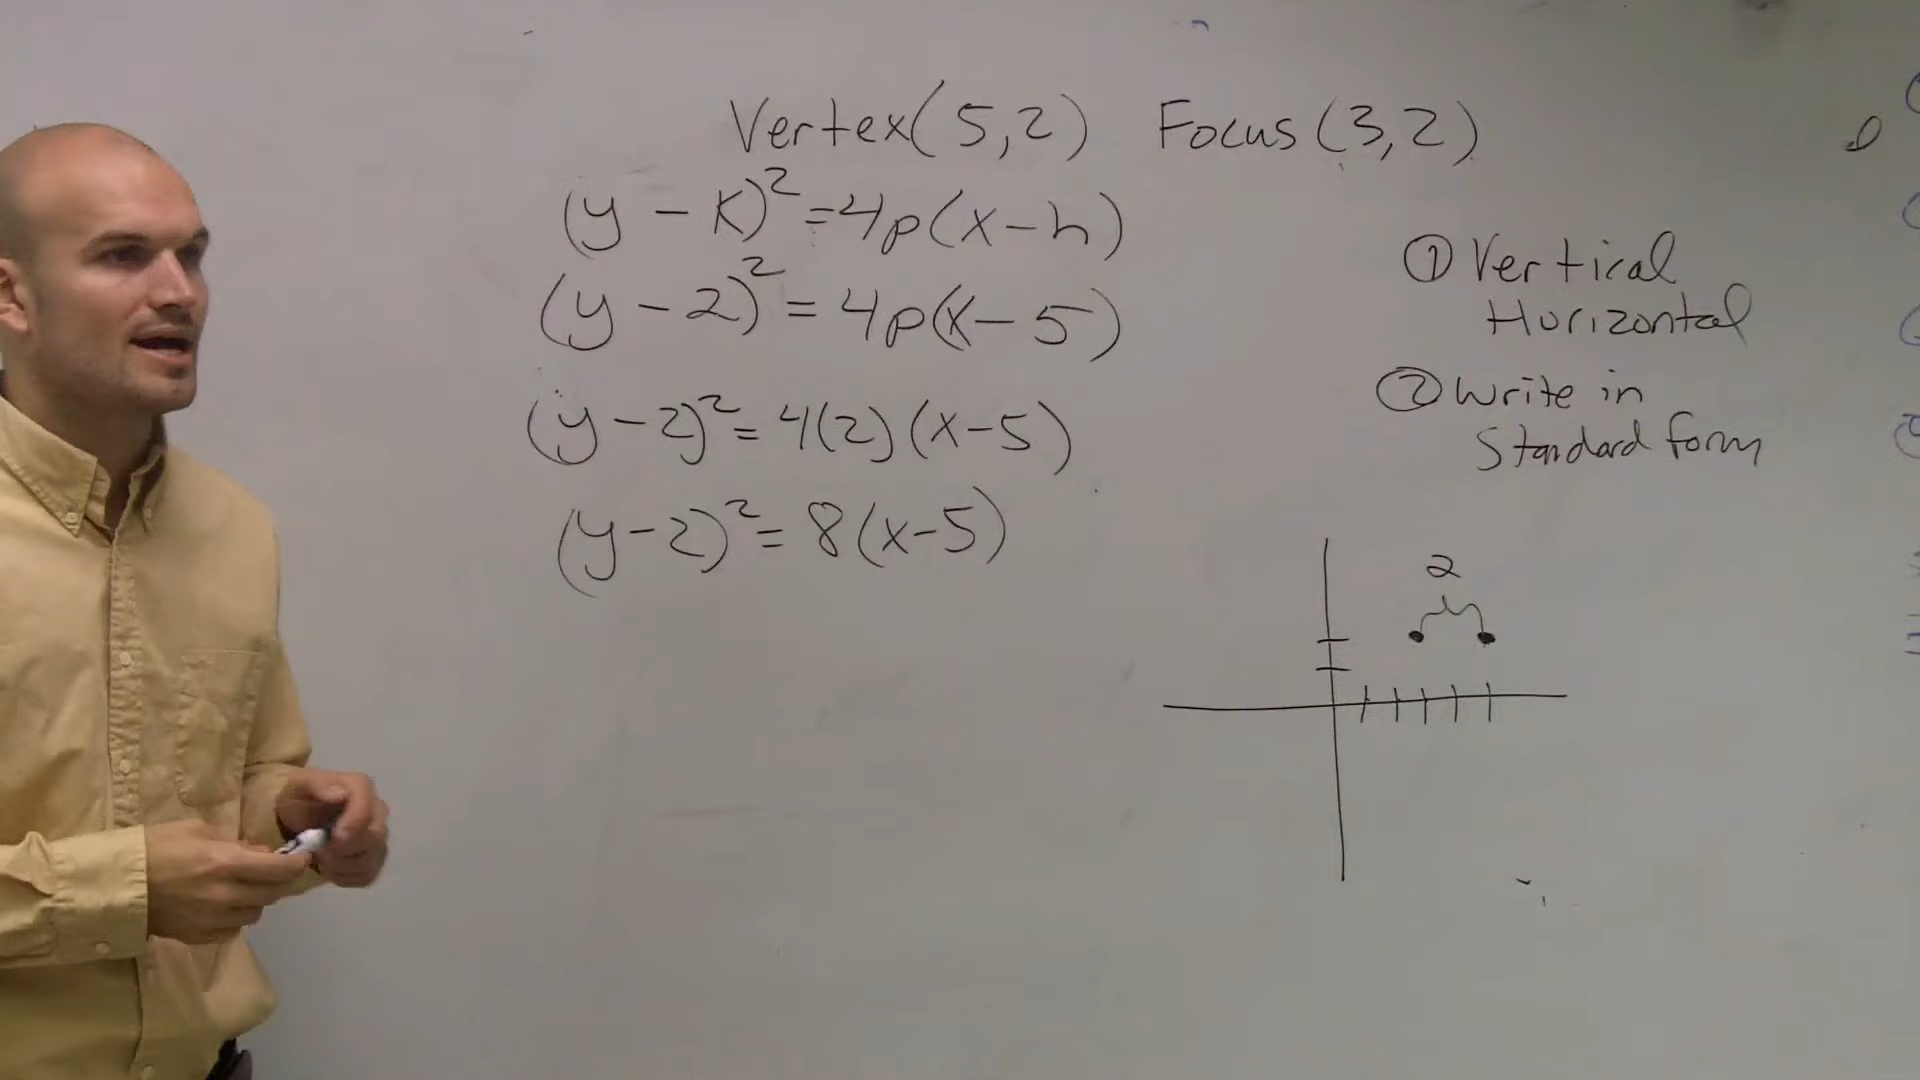 Vertex(5,2) Focus(3,2)
(y-k)²=4p(x-h)
(y-2)²=4p(x-5)
(y-2)²=4(2)(x-5)
(y-2)²=8(x-5)
① Vertical
Horizontal
② Write in
Standard form
2